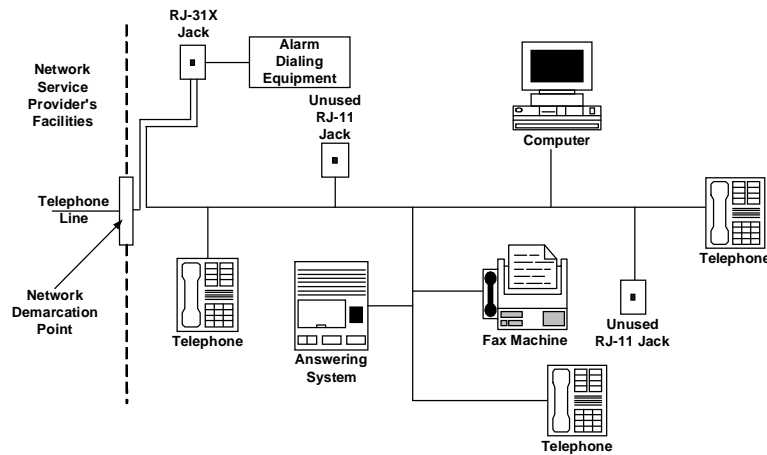 RJ-31X
Jack
Alarm
Dialing
Equipment
Network
Service
Provider's
Facilities
Unused
RJ-11
Jack
Computer
Telephone
Line
Telephone
Network
Demarcation
Point
Telephone
Answering
System
Fax Machine
Unused
RJ-11 Jack
Telephone